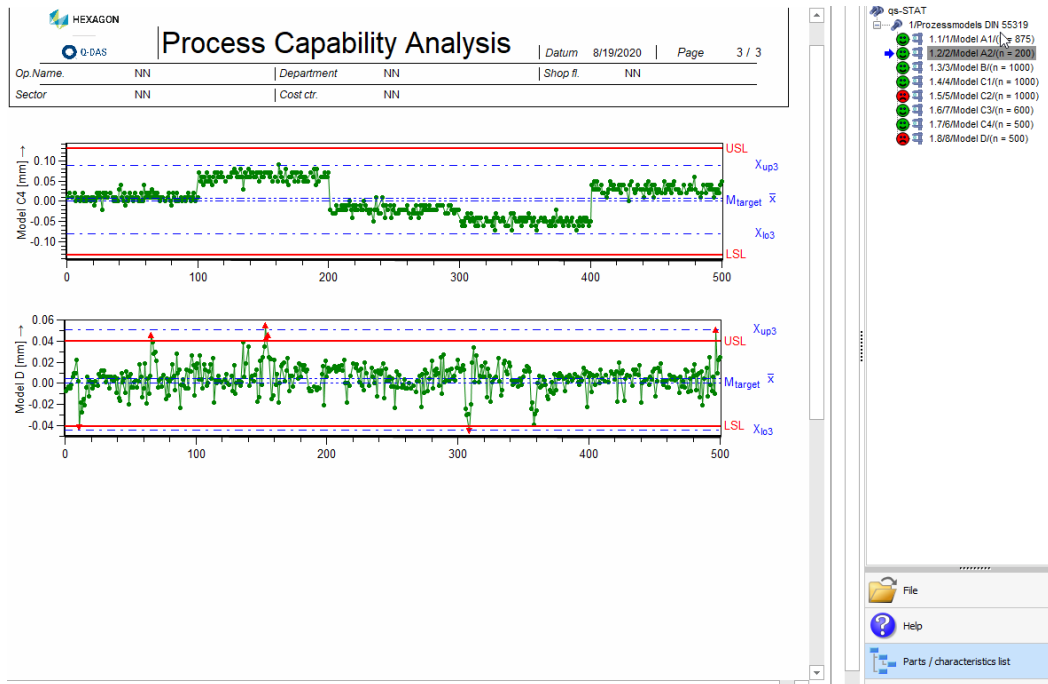 HEXAGON
Q-DAS
Process Capability Analysis
Datum 8/19/2020 Page 3 / 3
Op.Name. NN Department NN Shop fl. NN
Sector NN Cost ctr. NN
Model C4 [mm] →
0.10
0.05
0.00
-0.05
-0.10
USL
Xup3
Mtarget x̅
Xlo3
LSL
0 100 200 300 400 500
Model D [mm] →
0.06
0.04
0.02
0.00
-0.02
-0.04
Xup3
USL
Mtarget x̅
LSL
Xlo3
0 100 200 300 400 500
qs-STAT
1/Prozessmodels DIN 55319
1.1/1/Model A1/(n = 875)
1.2/2/Model A2/(n = 200)
1.3/3/Model B/(n = 1000)
1.4/4/Model C1/(n = 1000)
1.5/5/Model C2/(n = 1000)
1.6/7/Model C3/(n = 600)
1.7/6/Model C4/(n = 500)
1.8/8/Model D/(n = 500)
File
Help
Parts / characteristics list